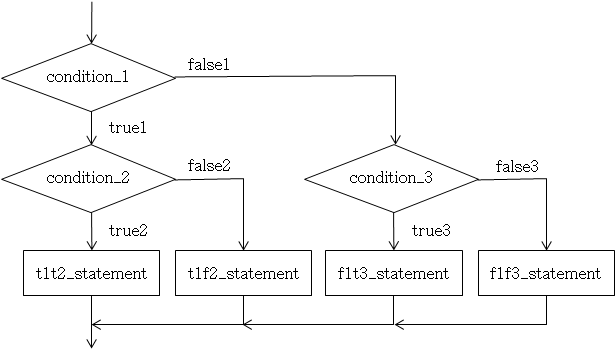 condition_1
false1
true1
condition_2
false2
condition_3
false3
true2
true3
t1t2_statement
t1f2_statement
f1t3_statement
f1f3_statement